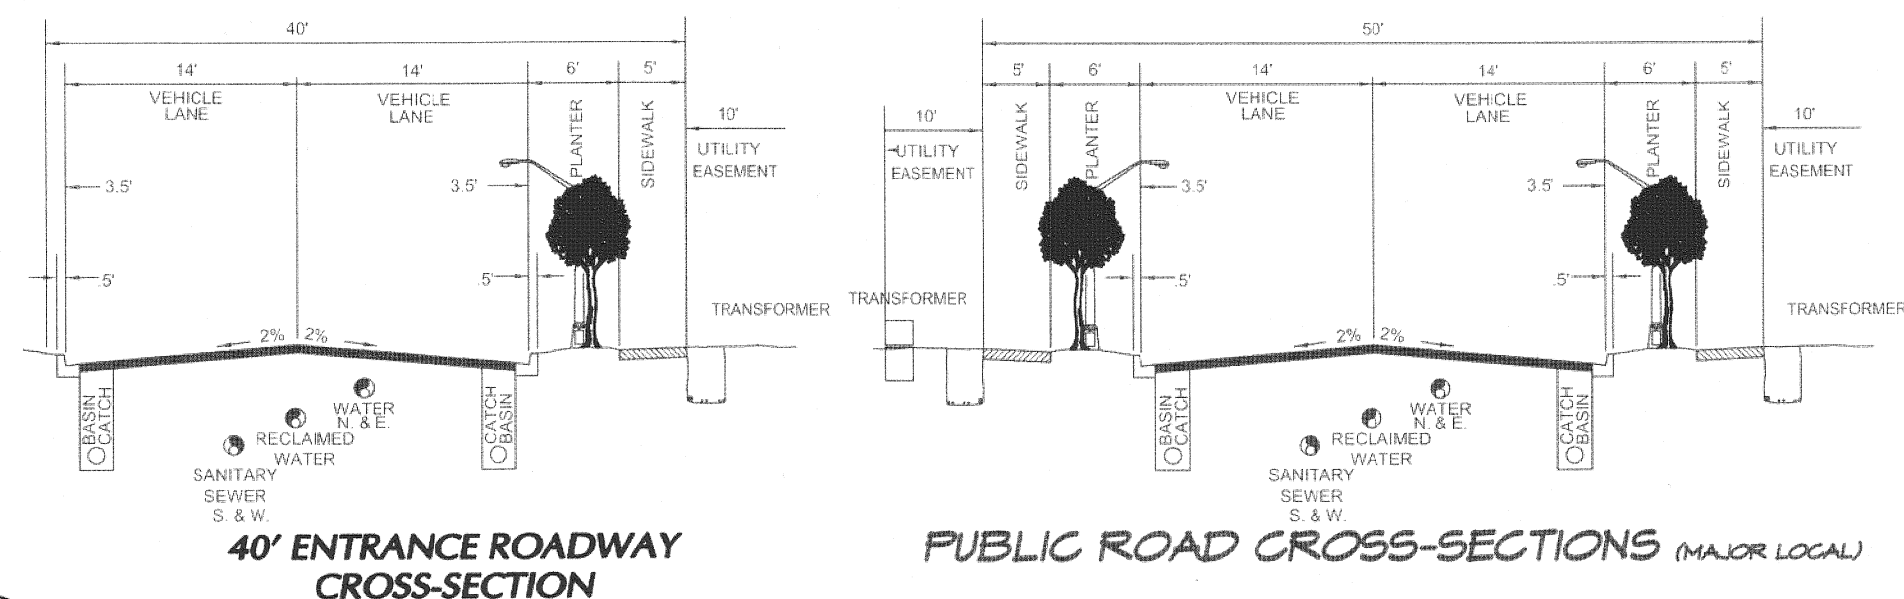 40'
14'
14'
6'
5'
VEHICLE
LANE
VEHICLE
LANE
PLANTER
SIDEWALK
10'
UTILITY
EASEMENT
3.5'
3.5'
.5'
.5'
TRANSFORMER
2%
2%
BASIN
CATCH
CATCH
BASIN
WATER
N. & E.
RECLAIMED
WATER
SANITARY
SEWER
S. & W.
40' ENTRANCE ROADWAY
CROSS-SECTION
50'
5'
6'
14'
14'
6'
5'
10'
UTILITY
EASEMENT
SIDEWALK
PLANTER
VEHICLE
LANE
VEHICLE
LANE
PLANTER
SIDEWALK
10'
UTILITY
EASEMENT
3.5'
3.5'
.5'
.5'
TRANSFORMER
TRANSFORMER
2%
2%
BASIN
CATCH
CATCH
BASIN
WATER
N. & E.
RECLAIMED
WATER
SANITARY
SEWER
S. & W.
PUBLIC ROAD CROSS-SECTIONS (MAJOR LOCAL)